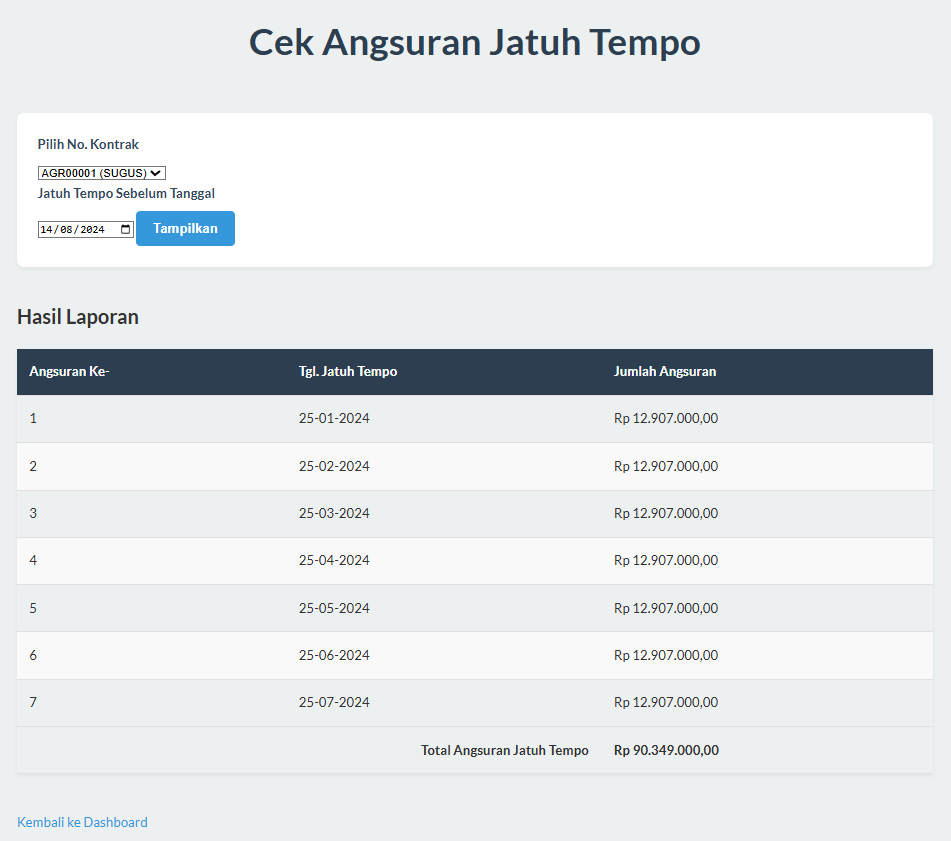 Cek Angsuran Jatuh Tempo
Pilih No. Kontrak
AGR00001 (SUGUS)
Jatuh Tempo Sebelum Tanggal
14/08/2024 Tampilkan
Hasil Laporan
Angsuran Ke- Tgl. Jatuh Tempo Jumlah Angsuran
1 25-01-2024 Rp 12.907.000,00
2 25-02-2024 Rp 12.907.000,00
3 25-03-2024 Rp 12.907.000,00
4 25-04-2024 Rp 12.907.000,00
5 25-05-2024 Rp 12.907.000,00
6 25-06-2024 Rp 12.907.000,00
7 25-07-2024 Rp 12.907.000,00
Total Angsuran Jatuh Tempo Rp 90.349.000,00
Kembali ke Dashboard